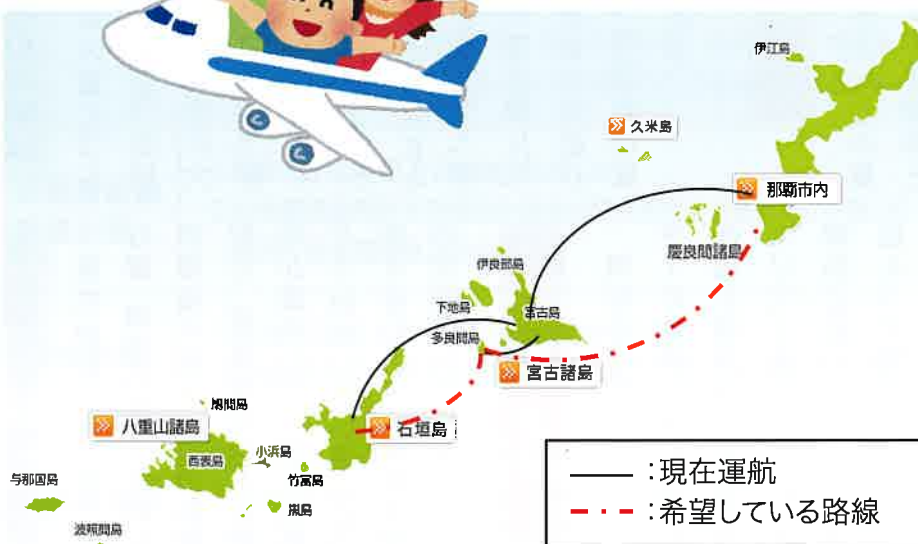 伊江島
久米島
那覇市内
慶良間諸島
伊良部島
下地島
宮古島
多良間島
宮古諸島
鳩間島
八重山諸島
石垣島
小浜島
西表島
与那国島
竹富島
黒島
波照間島
：現在運航
：希望している路線